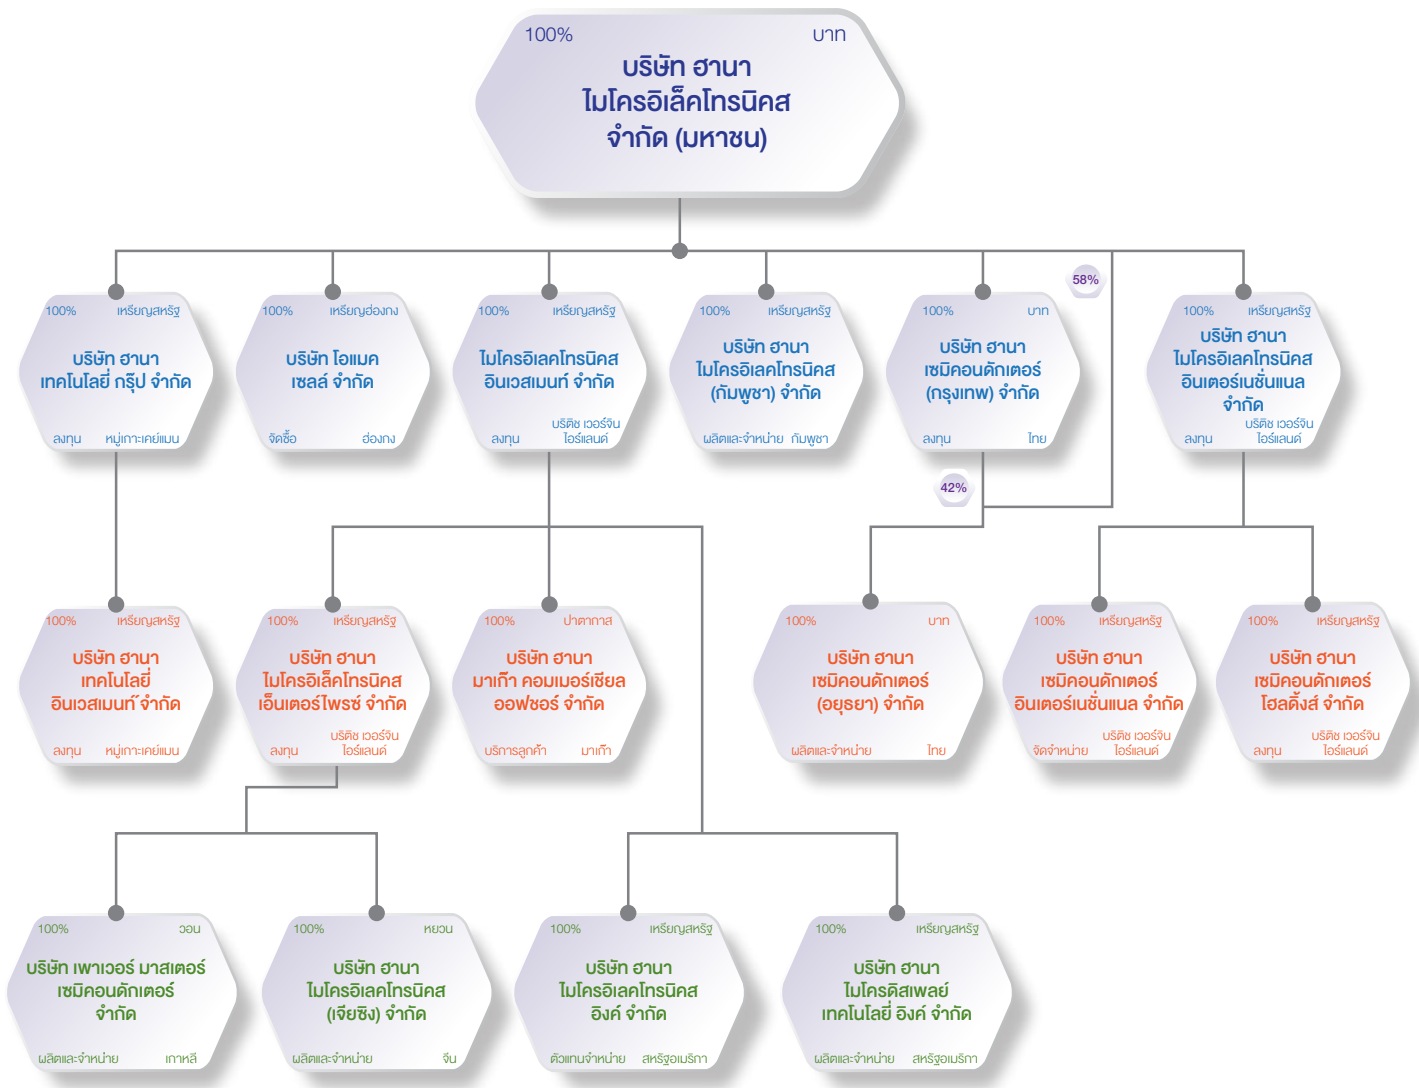 100% บาท
บริษัท ฮานา
ไมโครอิเล็คโทรนิคส
จำกัด (มหาชน)
58%
100% เหรียญสหรัฐ
บริษัท ฮานา
เทคโนโลยี่ กรุ๊ป จำกัด
ลงทุน หมู่เกาะเคย์แมน
100% เหรียญฮ่องกง
บริษัท โอแมค
เซลล์ จำกัด
จัดซื้อ ฮ่องกง
100% เหรียญสหรัฐ
ไมโครอิเลคโทรนิคส
อินเวสเมนท์ จำกัด
บริติช เวอร์จิน
ลงทุน ไอร์แลนด์
100% เหรียญสหรัฐ
บริษัท ฮานา
ไมโครอิเลคโทรนิคส
(กัมพูชา) จำกัด
ผลิตและจำหน่าย กัมพูชา
100% บาท
บริษัท ฮานา
เซมิคอนดักเตอร์
(กรุงเทพ) จำกัด
ลงทุน ไทย
100% เหรียญสหรัฐ
บริษัท ฮานา
ไมโครอิเลคโทรนิคส
อินเตอร์เนชั่นแนล
จำกัด
บริติช เวอร์จิน
ลงทุน ไอร์แลนด์
42%
100% เหรียญสหรัฐ
บริษัท ฮานา
เทคโนโลยี่
อินเวสเมนท์ จำกัด
ลงทุน หมู่เกาะเคย์แมน
100% เหรียญสหรัฐ
บริษัท ฮานา
ไมโครอิเล็คโทรนิคส
เอ็นเตอร์ไพรซ์ จำกัด
บริติช เวอร์จิน
ลงทุน ไอร์แลนด์
100% ปาตากาส
บริษัท ฮานา
มาเก๊า คอมเมอร์เชียล
ออฟชอร์ จำกัด
บริการลูกค้า มาเก๊า
100% บาท
บริษัท ฮานา
เซมิคอนดักเตอร์
(อยุธยา) จำกัด
ผลิตและจำหน่าย ไทย
100% เหรียญสหรัฐ
บริษัท ฮานา
เซมิคอนดักเตอร์
อินเตอร์เนชั่นแนล จำกัด
บริติช เวอร์จิน
จัดจำหน่าย ไอร์แลนด์
100% เหรียญสหรัฐ
บริษัท ฮานา
เซมิคอนดักเตอร์
โฮลดิ้งส์ จำกัด
บริติช เวอร์จิน
ลงทุน ไอร์แลนด์
100% วอน
บริษัท เพาเวอร์ มาสเตอร์
เซมิคอนดักเตอร์
จำกัด
ผลิตและจำหน่าย เกาหลี
100% หยวน
บริษัท ฮานา
ไมโครอิเลคโทรนิคส
(เจียซิง) จำกัด
ผลิตและจำหน่าย จีน
100% เหรียญสหรัฐ
บริษัท ฮานา
ไมโครอิเลคโทรนิคส
อิงค์ จำกัด
ตัวแทนจำหน่าย สหรัฐอเมริกา
100% เหรียญสหรัฐ
บริษัท ฮานา
ไมโครดิสเพลย์
เทคโนโลยี่ อิงค์ จำกัด
ผลิตและจำหน่าย สหรัฐอเมริกา